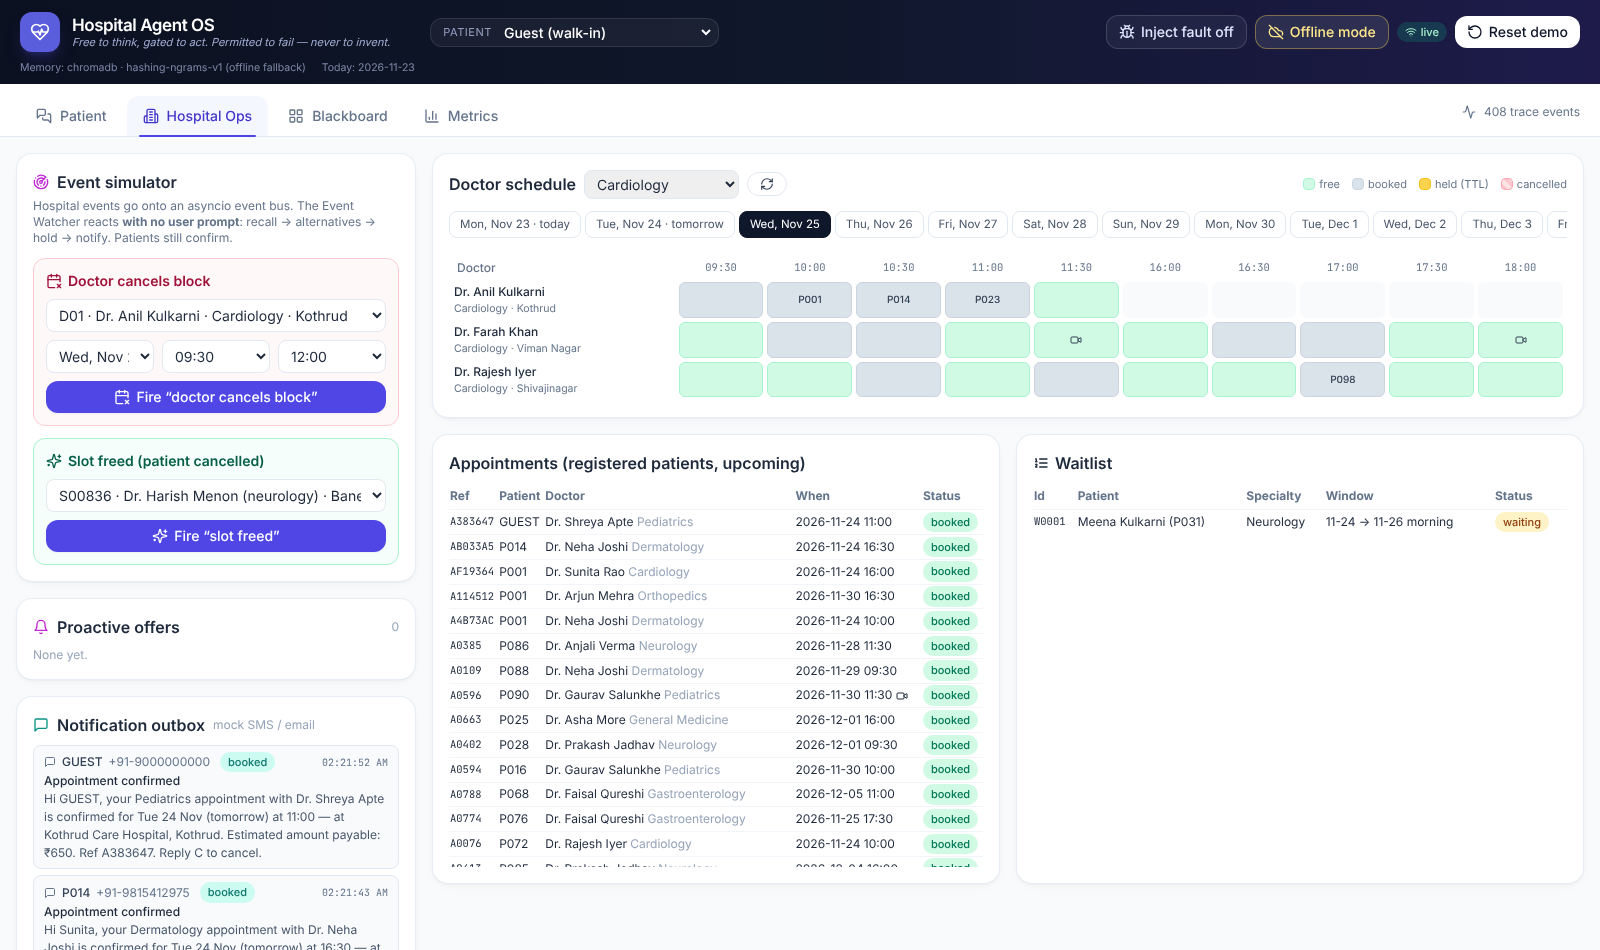 Hospital Agent OS
Free to think, gated to act. Permitted to fail — never to invent.
Memory: chromadb · hashing-ngrams-v1 (offline fallback) Today: 2026-11-23
PATIENT Guest (walk-in)
Inject fault off
Offline mode
live
Reset demo
Patient
Hospital Ops
Blackboard
Metrics
408 trace events
Event simulator
Hospital events go onto an asyncio event bus. The Event
Watcher reacts with no user prompt: recall → alternatives →
hold → notify. Patients still confirm.
Doctor cancels block
D01 · Dr. Anil Kulkarni · Cardiology · Kothrud
Wed, Nov 09:30 12:00
Fire “doctor cancels block”
Slot freed (patient cancelled)
S00836 · Dr. Harish Menon (neurology) · Bane
Fire “slot freed”
Proactive offers 0
None yet.
Notification outbox mock SMS / email
GUEST +91-9000000000 booked 02:21:52 AM
Appointment confirmed
Hi GUEST, your Pediatrics appointment with Dr. Shreya Apte
is confirmed for Tue 24 Nov (tomorrow) at 11:00 — at
Kothrud Care Hospital, Kothrud. Estimated amount payable:
₹650. Ref A383647. Reply C to cancel.
P014 +91-9815412975 booked 02:21:43 AM
Appointment confirmed
Hi Sunita, your Dermatology appointment with Dr. Neha
Joshi is confirmed for Tue 24 Nov (tomorrow) at 16:30 — at
Doctor schedule Cardiology
free booked held (TTL) cancelled
Mon, Nov 23 · today Tue, Nov 24 · tomorrow Wed, Nov 25 Thu, Nov 26 Fri, Nov 27 Sat, Nov 28 Sun, Nov 29 Mon, Nov 30 Tue, Dec 1 Wed, Dec 2 Thu, Dec 3 Fr
Doctor 09:30 10:00 10:30 11:00 11:30 16:00 16:30 17:00 17:30 18:00
Dr. Anil Kulkarni P001 P014 P023
Cardiology · Kothrud
Dr. Farah Khan
Cardiology · Viman Nagar
Dr. Rajesh Iyer P098
Cardiology · Shivajinagar
Appointments (registered patients, upcoming)
Ref Patient Doctor When Status
A383647 GUEST Dr. Shreya Apte Pediatrics 2026-11-24 11:00 booked
AB033A5 P014 Dr. Neha Joshi Dermatology 2026-11-24 16:30 booked
AF19364 P001 Dr. Sunita Rao Cardiology 2026-11-24 16:00 booked
A114512 P001 Dr. Arjun Mehra Orthopedics 2026-11-30 16:30 booked
A4B73AC P001 Dr. Neha Joshi Dermatology 2026-11-24 10:00 booked
A0385 P086 Dr. Anjali Verma Neurology 2026-11-28 11:30 booked
A0109 P088 Dr. Neha Joshi Dermatology 2026-11-29 09:30 booked
A0596 P090 Dr. Gaurav Salunkhe Pediatrics 2026-11-30 11:30 booked
A0663 P025 Dr. Asha More General Medicine 2026-12-01 16:00 booked
A0402 P028 Dr. Prakash Jadhav Neurology 2026-12-01 09:30 booked
A0594 P016 Dr. Gaurav Salunkhe Pediatrics 2026-11-30 10:00 booked
A0788 P068 Dr. Faisal Qureshi Gastroenterology 2026-12-05 11:00 booked
A0774 P076 Dr. Faisal Qureshi Gastroenterology 2026-11-25 17:30 booked
A0076 P072 Dr. Rajesh Iyer Cardiology 2026-11-24 10:00 booked
Waitlist
Id Patient Specialty Window Status
W0001 Meena Kulkarni (P031) Neurology 11-24 → 11-26 morning waiting